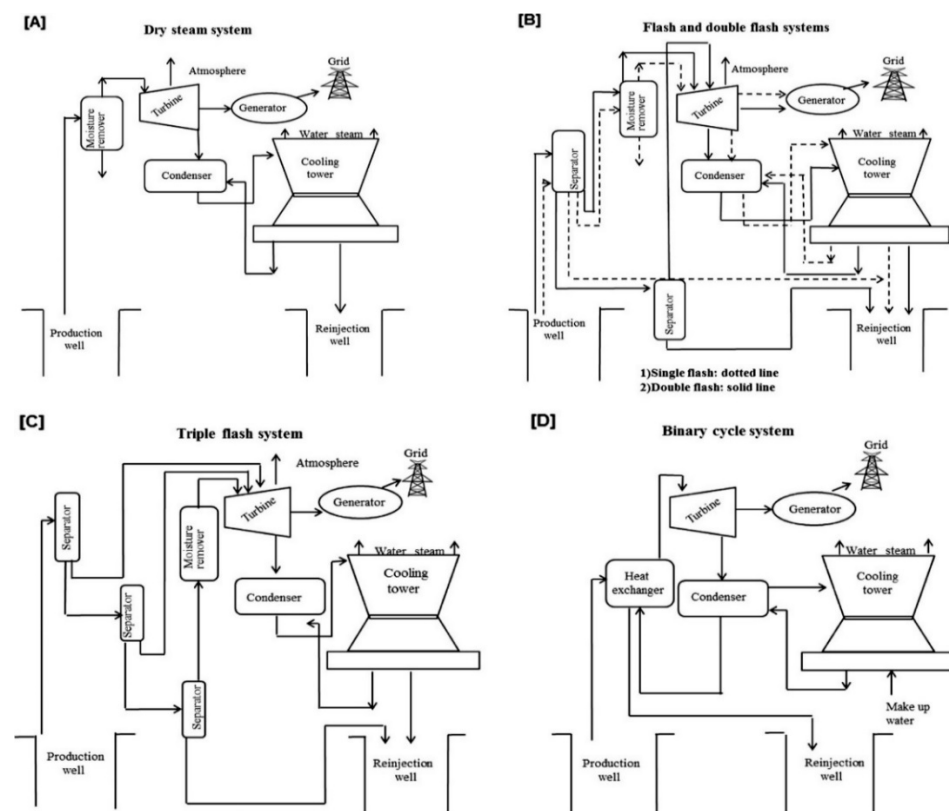 [A]
Dry steam system
Atmosphere
Grid
Turbine
Generator
Moisture
remover
Water steam
Cooling
tower
Condenser
Production
well
Reinjection
well
[B]
Flash and double flash systems
Atmosphere
Grid
Turbine
Generator
Moisture
remover
Water steam
Cooling
tower
Separator
Condenser
Separator
Production
well
Reinjection
well
1)Single flash: dotted line
2)Double flash: solid line
[C]
Triple flash system
Atmosphere
Grid
Turbine
Generator
Separator
Moisture
remover
Water steam
Cooling
tower
Condenser
Separator
Separator
Production
well
Reinjection
well
[D]
Binary cycle system
Grid
Turbine
Generator
Water steam
Heat
exchanger
Condenser
Cooling
tower
Make up
water
Production
well
Reinjection
well